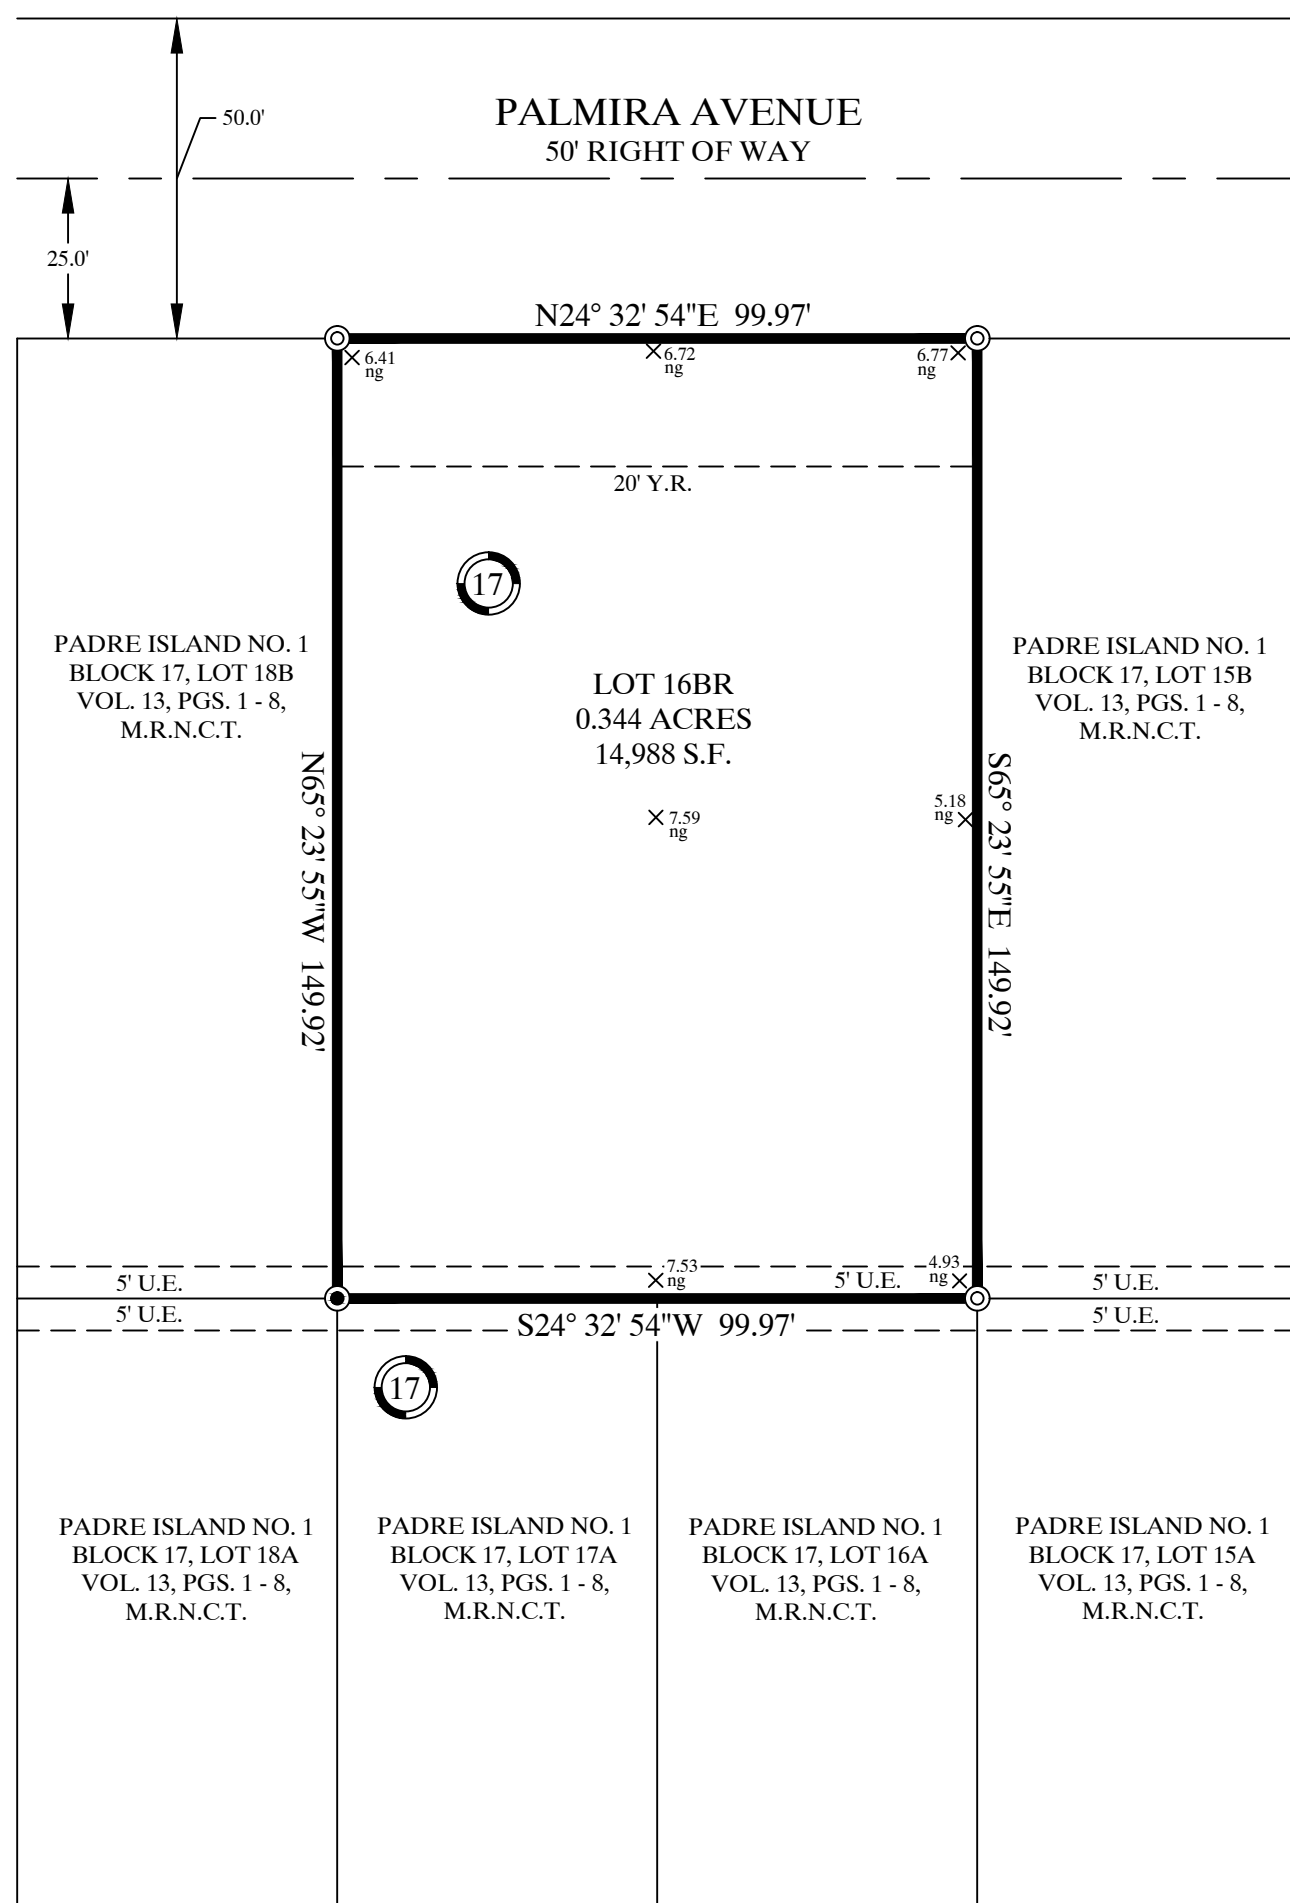 50.0'
PALMIRA AVENUE
50' RIGHT OF WAY
25.0'
N24° 32' 54"E 99.97'
6.41
ng
6.72
ng
6.77
ng
20' Y.R.
17
PADRE ISLAND NO. 1
BLOCK 17, LOT 18B
VOL. 13, PGS. 1 - 8,
M.R.N.C.T.
LOT 16BR
0.344 ACRES
14,988 S.F.
PADRE ISLAND NO. 1
BLOCK 17, LOT 15B
VOL. 13, PGS. 1 - 8,
M.R.N.C.T.
N65° 23' 55"W 149.92'
7.59
ng
5.18
ng
S65° 23' 55"E 149.92'
5' U.E.
7.53
ng
5' U.E.
4.93
ng
5' U.E.
5' U.E.
S24° 32' 54"W 99.97'
5' U.E.
17
PADRE ISLAND NO. 1
BLOCK 17, LOT 18A
VOL. 13, PGS. 1 - 8,
M.R.N.C.T.
PADRE ISLAND NO. 1
BLOCK 17, LOT 17A
VOL. 13, PGS. 1 - 8,
M.R.N.C.T.
PADRE ISLAND NO. 1
BLOCK 17, LOT 16A
VOL. 13, PGS. 1 - 8,
M.R.N.C.T.
PADRE ISLAND NO. 1
BLOCK 17, LOT 15A
VOL. 13, PGS. 1 - 8,
M.R.N.C.T.